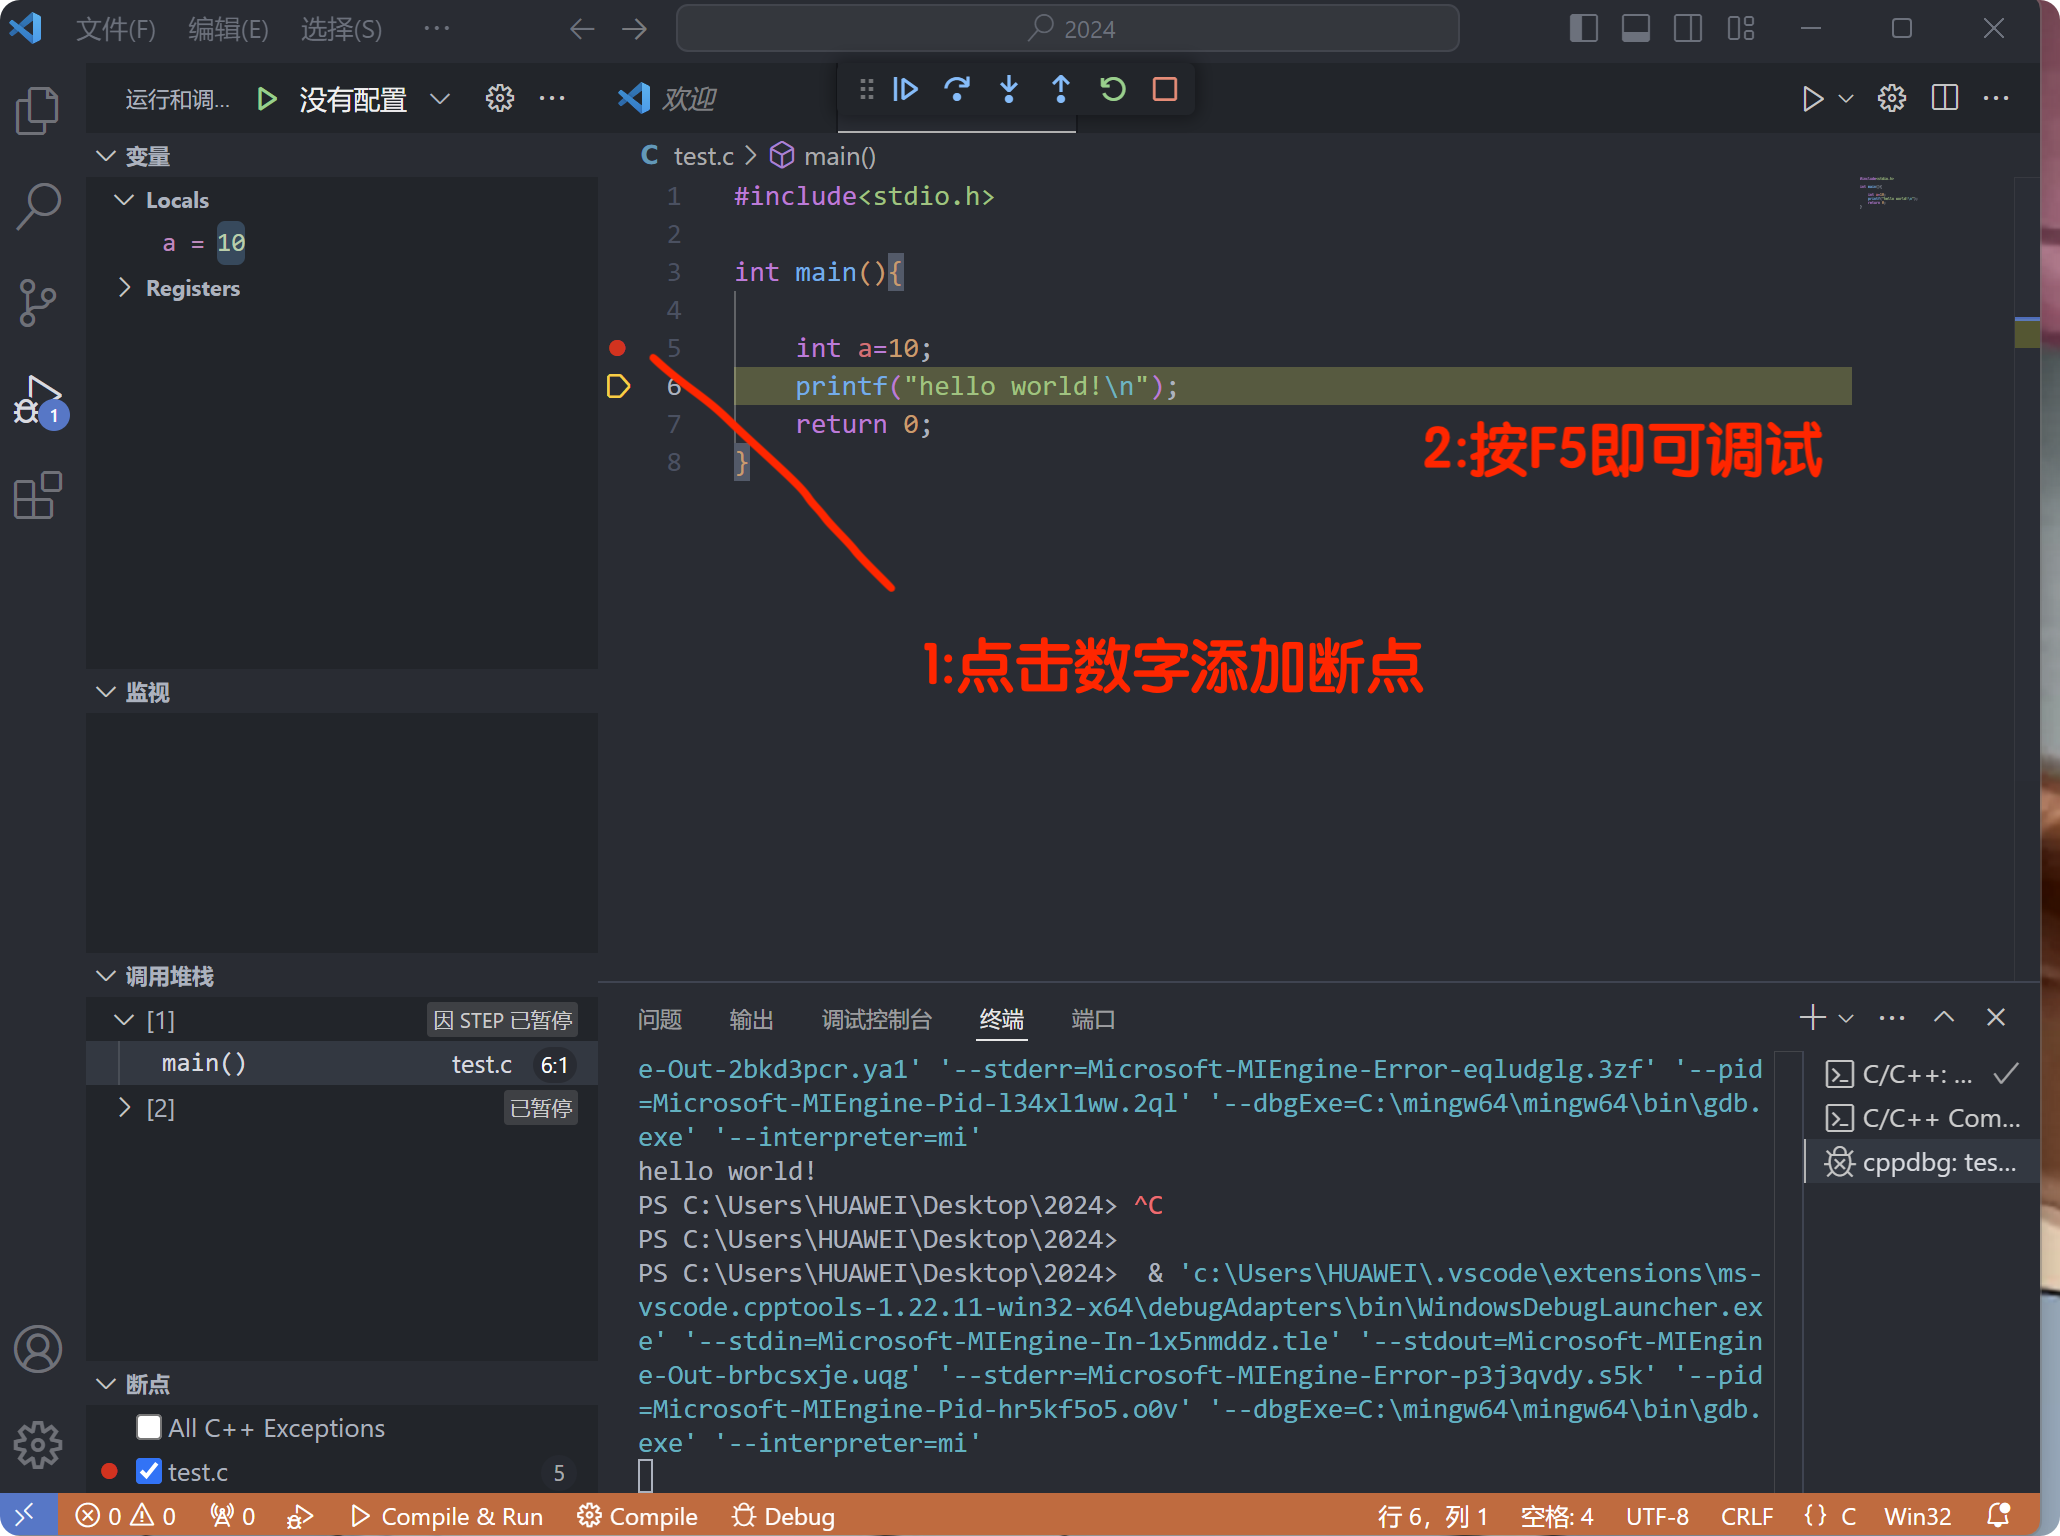 文件(F) 编辑(E) 选择(S) ··· 2024
运行和调... 没有配置 ··· 欢迎
变量
Locals
a = 10
Registers
test.c > main()
1 #include<stdio.h>
2
3 int main(){
4
5 int a=10;
6 printf("hello world!\n");
7 return 0;
8 }
2:按F5即可调试
1:点击数字添加断点
监视
调用堆栈
[1] 因 STEP 已暂停
main() test.c 6:1
[2] 已暂停
断点
All C++ Exceptions
test.c 5
问题 输出 调试控制台 终端 端口
e-Out-2bkd3pcr.ya1' '--stderr=Microsoft-MIEngine-Error-eqludglg.3zf' '--pid
=Microsoft-MIEngine-Pid-l34xl1ww.2ql' '--dbgExe=C:\mingw64\mingw64\bin\gdb.
exe' '--interpreter=mi'
hello world!
PS C:\Users\HUAWEI\Desktop\2024> ^C
PS C:\Users\HUAWEI\Desktop\2024>
PS C:\Users\HUAWEI\Desktop\2024>  & 'c:\Users\HUAWEI\.vscode\extensions\ms-
vscode.cpptools-1.22.11-win32-x64\debugAdapters\bin\WindowsDebugLauncher.ex
e' '--stdin=Microsoft-MIEngine-In-1x5nmddz.tle' '--stdout=Microsoft-MIEngin
e-Out-brbcsxje.uqg' '--stderr=Microsoft-MIEngine-Error-p3j3qvdy.s5k' '--pid
=Microsoft-MIEngine-Pid-hr5kf5o5.o0v' '--dbgExe=C:\mingw64\mingw64\bin\gdb.
exe' '--interpreter=mi'
C/C++: ...
C/C++ Com...
cppdbg: tes...
1
0 0 0 Compile & Run Compile Debug 行 6, 列 1 空格: 4 UTF-8 CRLF {} C Win32